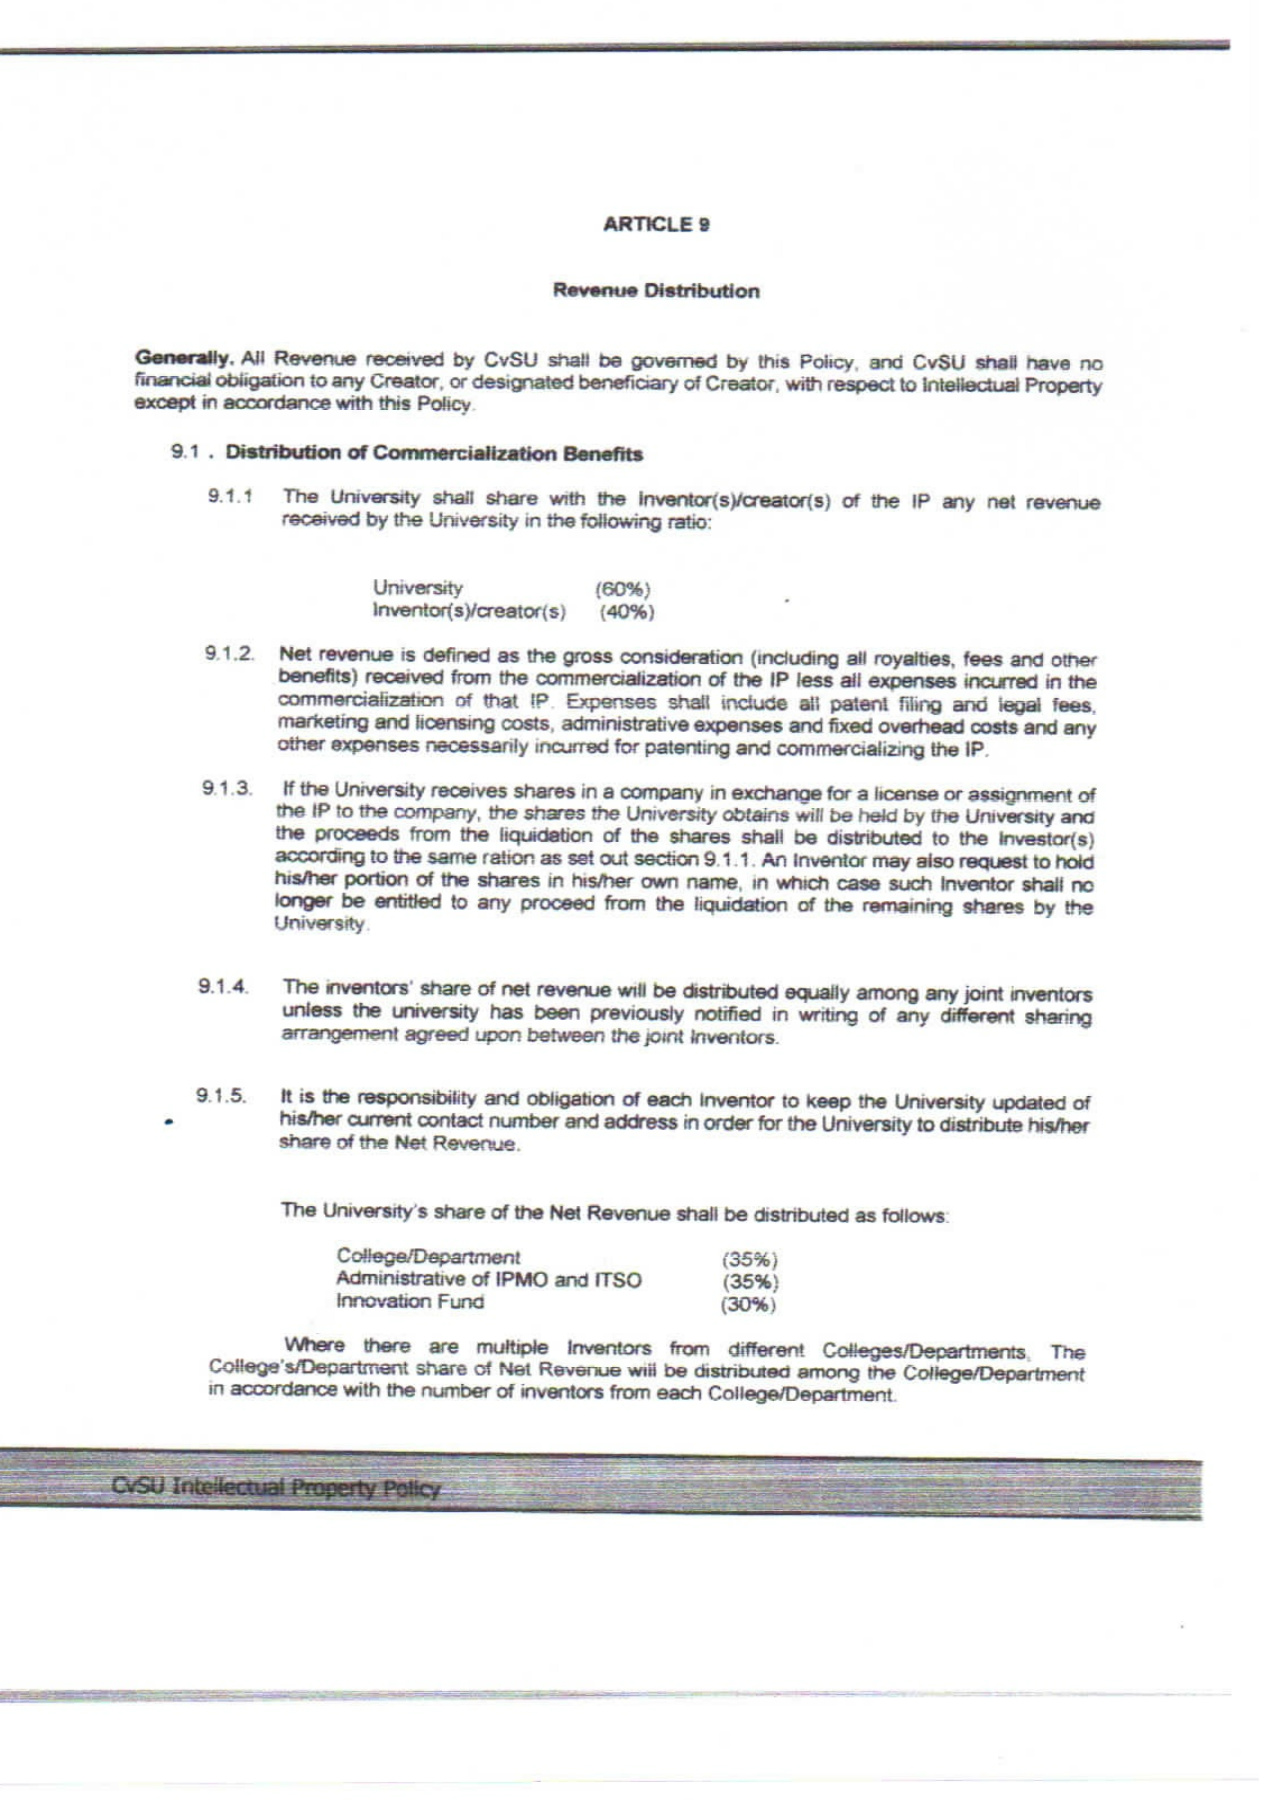 ARTICLE 9
Revenue Distribution
Generally. All Revenue received by CvSU shall be governed by this Policy, and CvSU shall have no
financial obligation to any Creator, or designated beneficiary of Creator, with respect to Intellectual Property
except in accordance with this Policy.
9.1 . Distribution of Commercialization Benefits
9.1.1 The University shall share with the Inventor(s)/creator(s) of the IP any net revenue
received by the University in the following ratio:
University (60%)
Inventor(s)/creator(s) (40%)
9.1.2. Net revenue is defined as the gross consideration (including all royalties, fees and other
benefits) received from the commercialization of the IP less all expenses incurred in the
commercialization of that IP. Expenses shall include all patent filing and legal fees,
marketing and licensing costs, administrative expenses and fixed overhead costs and any
other expenses necessarily incurred for patenting and commercializing the IP.
9.1.3. If the University receives shares in a company in exchange for a license or assignment of
the IP to the company, the shares the University obtains will be held by the University and
the proceeds from the liquidation of the shares shall be distributed to the Investor(s)
according to the same ration as set out section 9.1.1. An Inventor may also request to hold
his/her portion of the shares in his/her own name, in which case such Inventor shall no
longer be entitled to any proceed from the liquidation of the remaining shares by the
University.
9.1.4. The inventors' share of net revenue will be distributed equally among any joint inventors
unless the university has been previously notified in writing of any different sharing
arrangement agreed upon between the joint Inventors.
9.1.5. It is the responsibility and obligation of each Inventor to keep the University updated of
his/her current contact number and address in order for the University to distribute his/her
share of the Net Revenue.
The University's share of the Net Revenue shall be distributed as follows:
College/Department (35%)
Administrative of IPMO and ITSO (35%)
Innovation Fund (30%)
Where there are multiple Inventors from different Colleges/Departments, The
College's/Department share of Net Revenue will be distributed among the College/Department
in accordance with the number of inventors from each College/Department.
CvSU Intellectual Property Policy